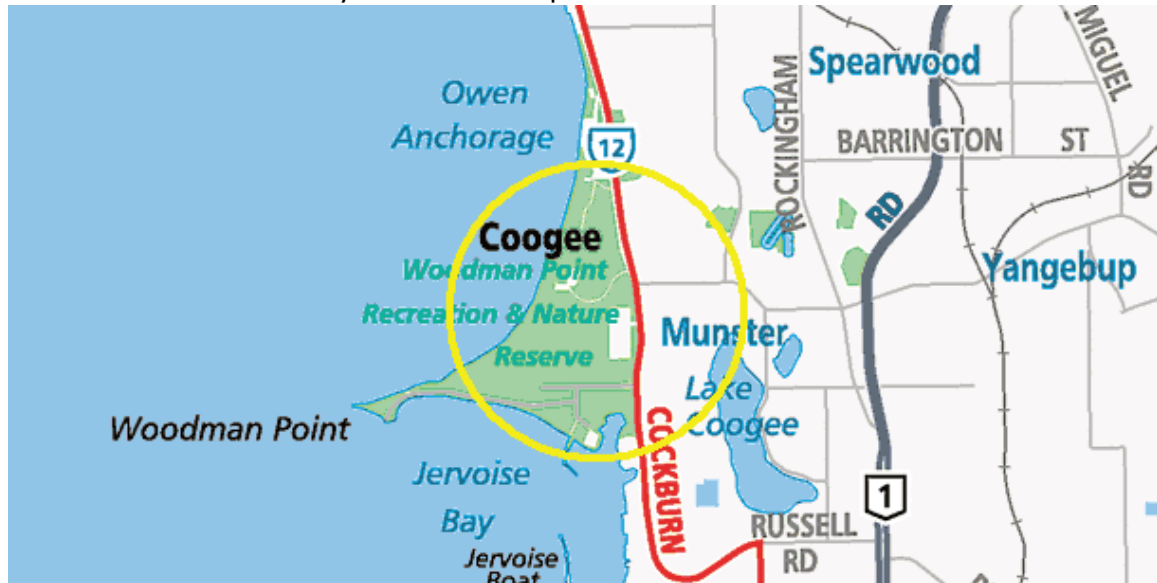 Owen
Anchorage
12
Coogee
Woodman Point
Recreation & Nature
Reserve
Woodman Point
Jervoise
Bay
Jervoise
Boat
COCKBURN
Munster
Lake
Coogee
ROCKINGHAM
RD
Spearwood
BARRINGTON ST
MIGUEL
RD
Yangebup
1
RUSSELL
RD